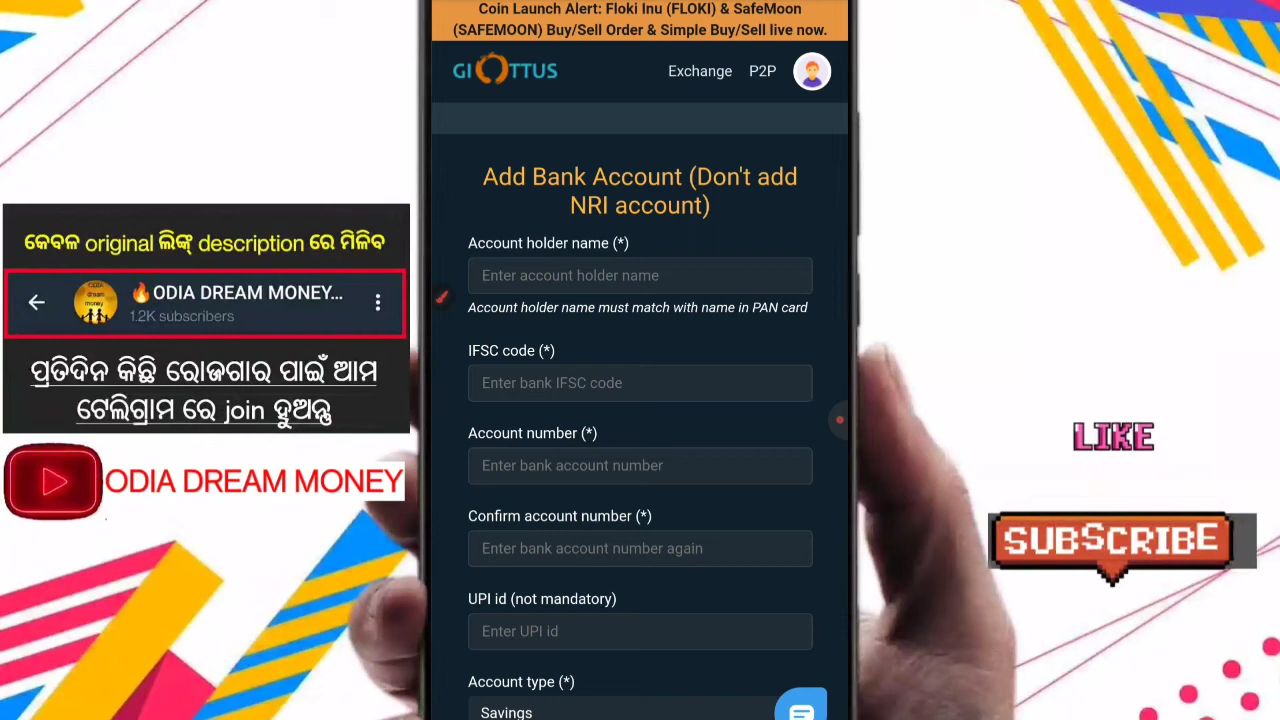 Coin Launch Alert: Floki Inu (FLOKI) & SafeMoon
(SAFEMOON) Buy/Sell Order & Simple Buy/Sell live now.
GIOTTUS
Exchange P2P
Add Bank Account (Don't add
NRI account)
Account holder name (*)
Enter account holder name
Account holder name must match with name in PAN card
IFSC code (*)
Enter bank IFSC code
Account number (*)
Enter bank account number
Confirm account number (*)
Enter bank account number again
UPI id (not mandatory)
Enter UPI id
Account type (*)
Savings
କେବଳ original ଲିଙ୍କ୍ description ରେ ମିଳିବ
ODIA dream money
🔥ODIA DREAM MONEY...
1.2K subscribers
ପ୍ରତିଦିନ କିଛି ରୋଜଗାର ପାଇଁ ଆମ
ଟେଲିଗ୍ରାମ ରେ join ହୁଅନ୍ତୁ
ODIA DREAM MONEY
LIKE
SUBSCRIBE